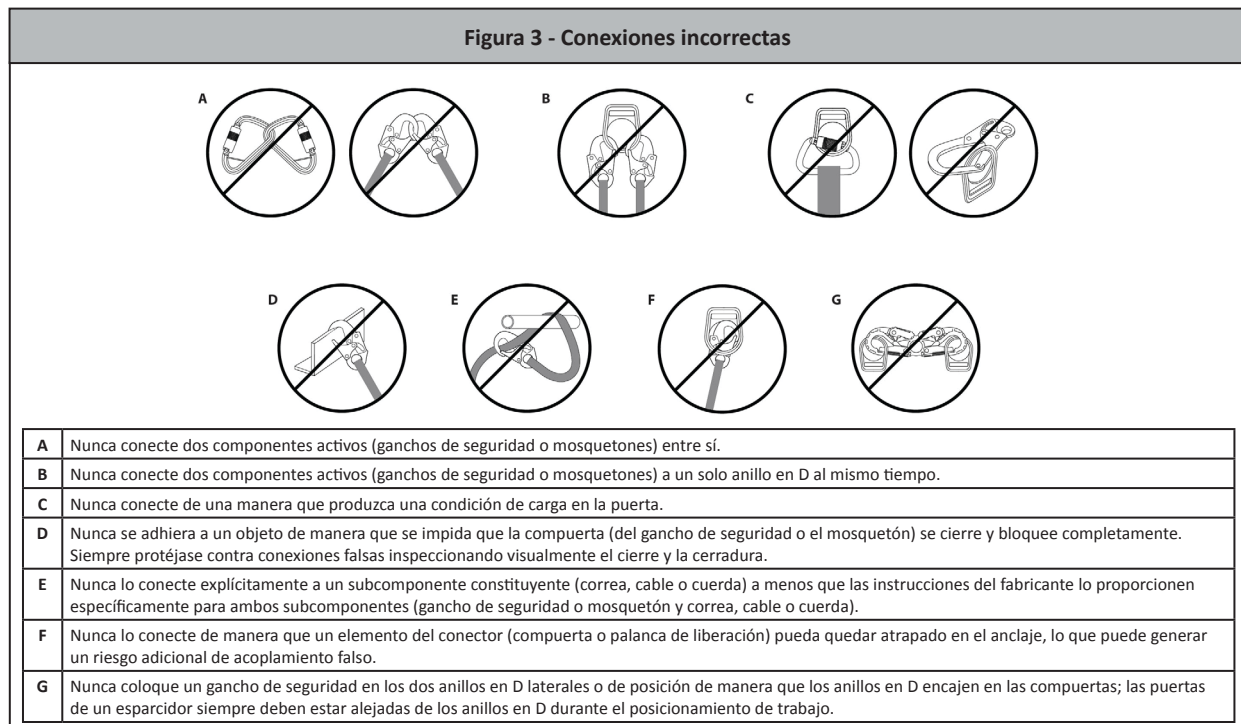 Figura 3 - Conexiones incorrectas
A
B
C
D
E
F
G
A Nunca conecte dos componentes activos (ganchos de seguridad o mosquetones) entre sí.
B Nunca conecte dos componentes activos (ganchos de seguridad o mosquetones) a un solo anillo en D al mismo tiempo.
C Nunca conecte de una manera que produzca una condición de carga en la puerta.
D Nunca se adhiera a un objeto de manera que se impida que la compuerta (del gancho de seguridad o el mosquetón) se cierre y bloquee completamente.
Siempre protéjase contra conexiones falsas inspeccionando visualmente el cierre y la cerradura.
E Nunca lo conecte explícitamente a un subcomponente constituyente (correa, cable o cuerda) a menos que las instrucciones del fabricante lo proporcionen
específicamente para ambos subcomponentes (gancho de seguridad o mosquetón y correa, cable o cuerda).
F Nunca lo conecte de manera que un elemento del conector (compuerta o palanca de liberación) pueda quedar atrapado en el anclaje, lo que puede generar
un riesgo adicional de acoplamiento falso.
G Nunca coloque un gancho de seguridad en los dos anillos en D laterales o de posición de manera que los anillos en D encajen en las compuertas; las puertas
de un esparcidor siempre deben estar alejadas de los anillos en D durante el posicionamiento de trabajo.